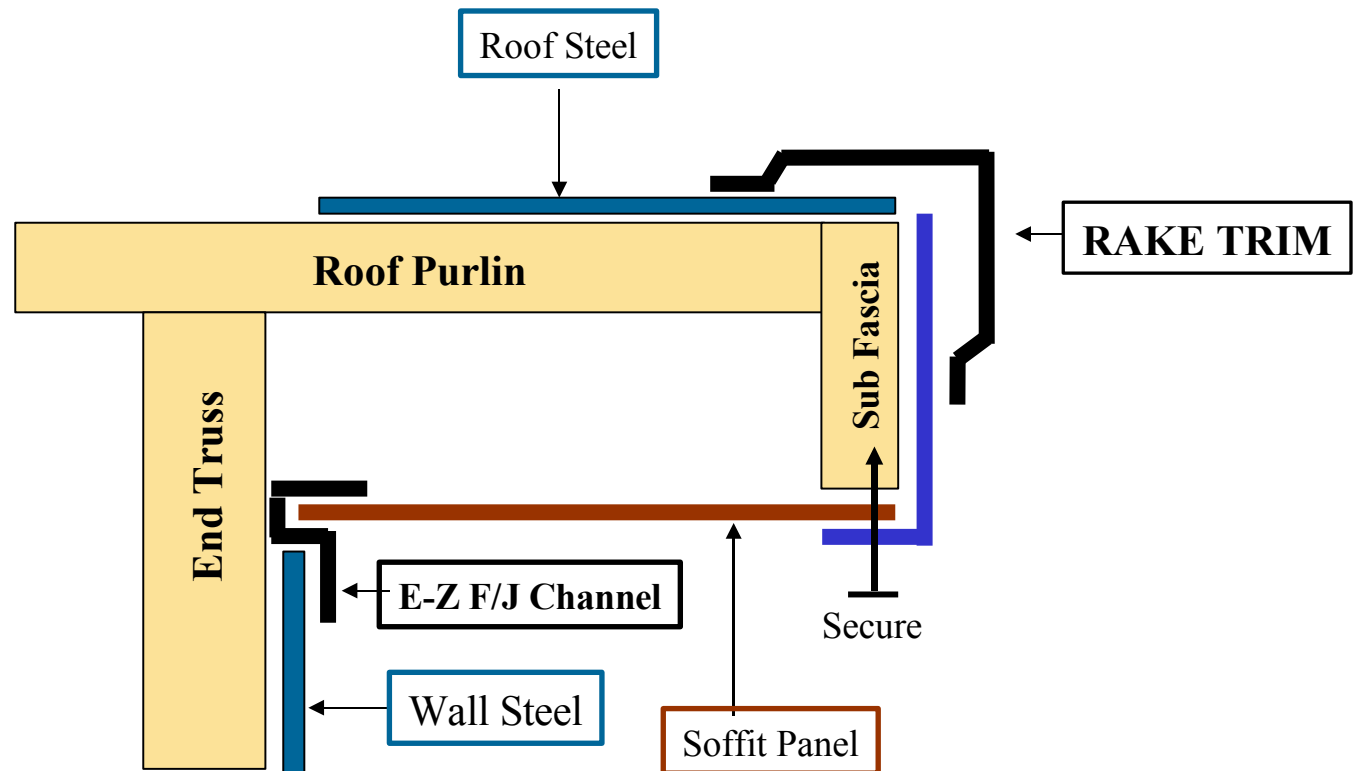 Roof Steel
RAKE TRIM
Roof Purlin
Sub Fascia
End Truss
E-Z F/J Channel
Secure
Wall Steel
Soffit Panel